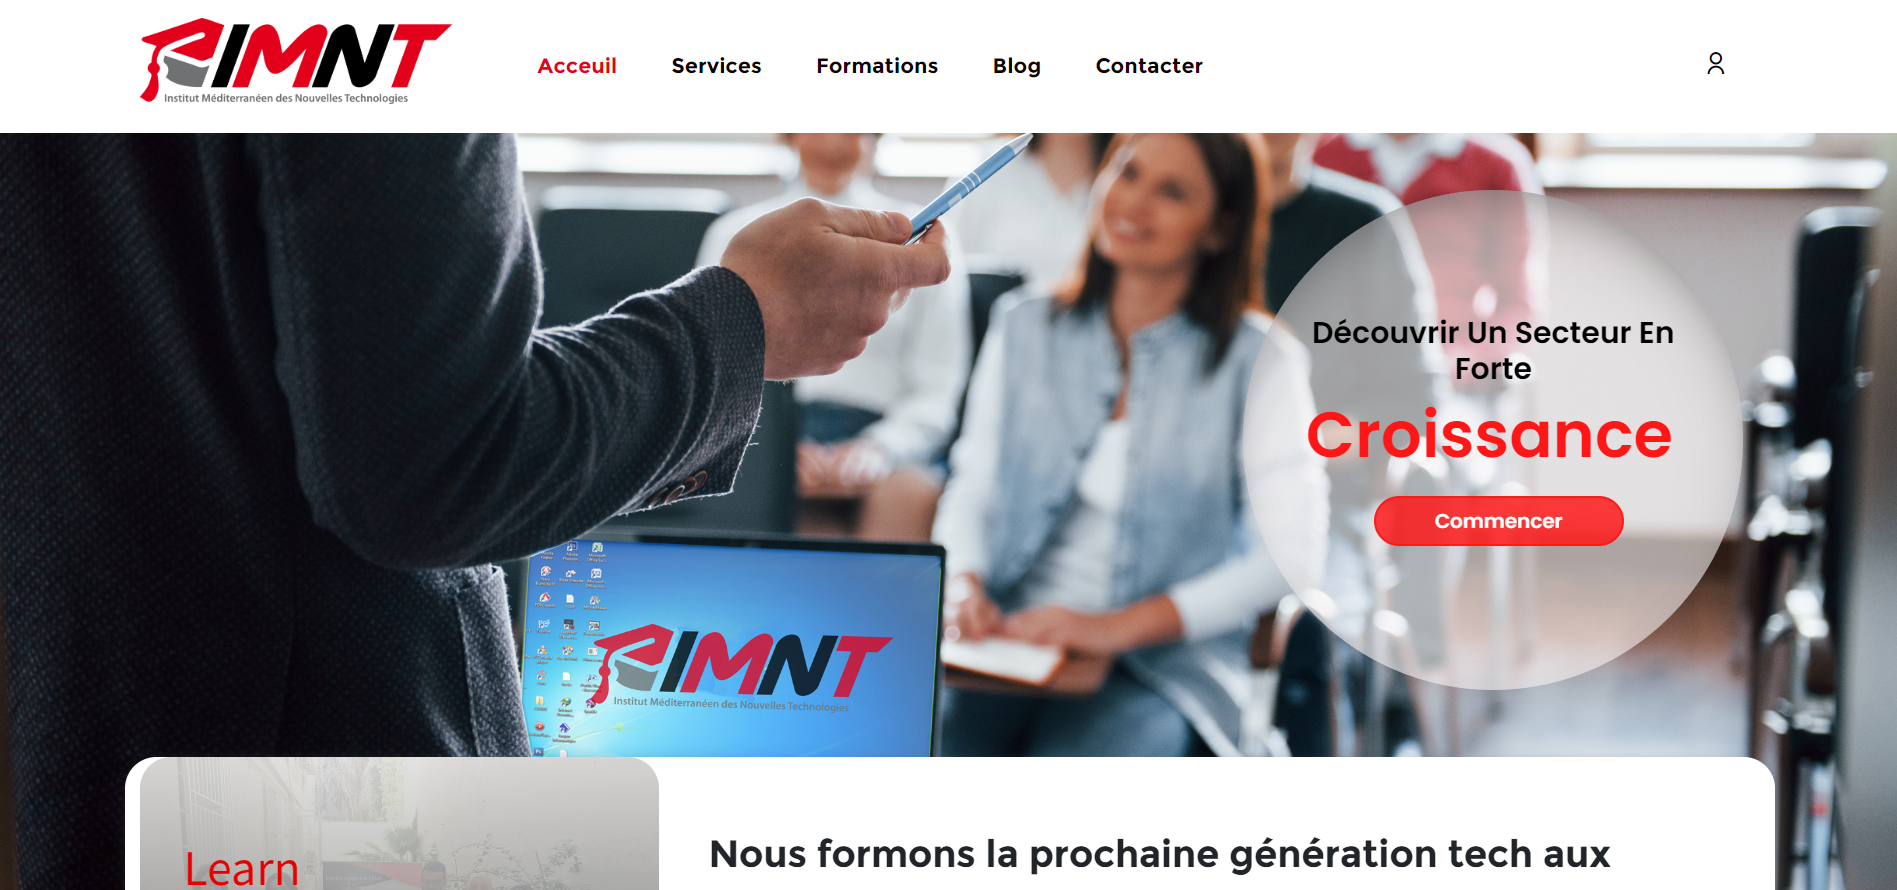 IMNT
Institut Méditerranéen des Nouvelles Technologies
Acceuil
Services
Formations
Blog
Contacter
Découvrir Un Secteur En
Forte
Croissance
Commencer
IMNT
Institut Méditerranéen des Nouvelles Technologies
Learn
Nous formons la prochaine génération tech aux